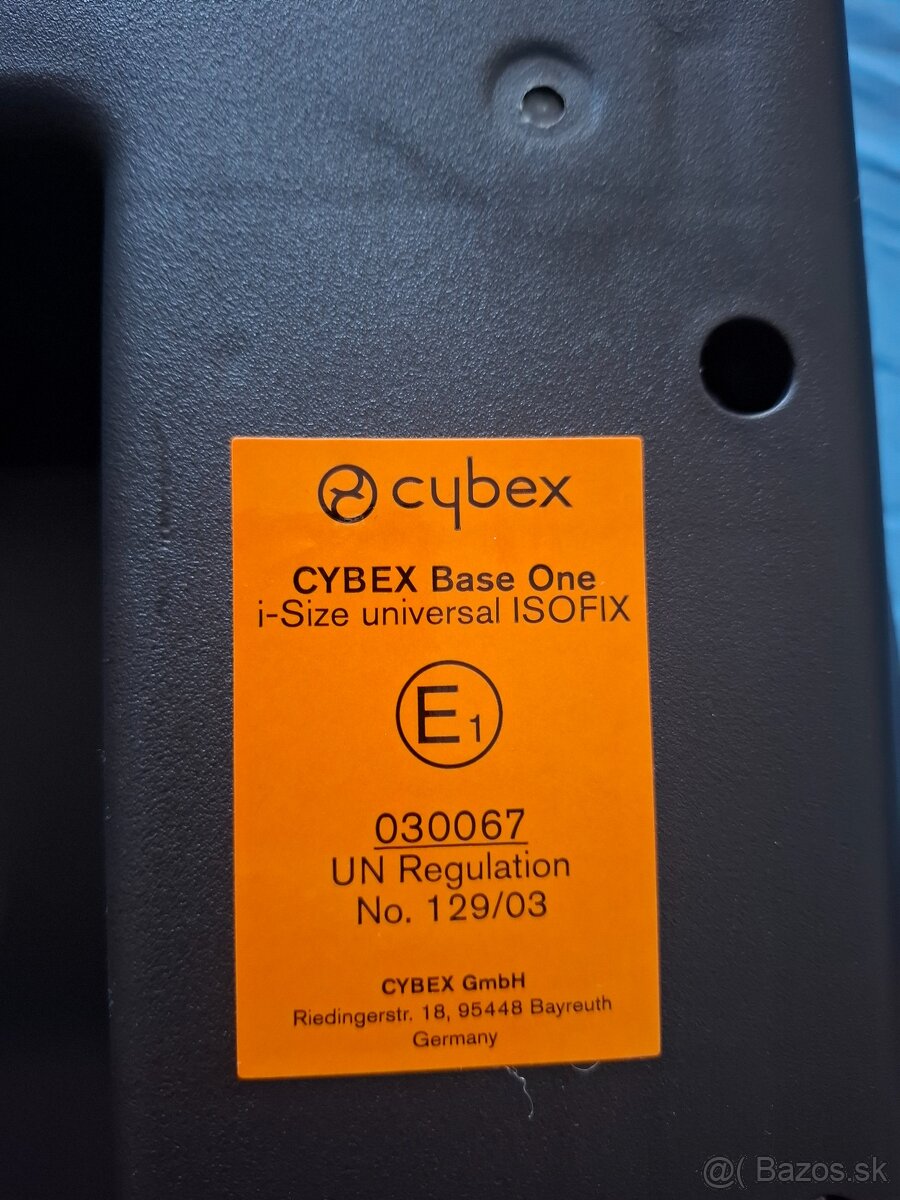 cybex
CYBEX Base One
i-Size universal ISOFIX
E1
030067
UN Regulation
No. 129/03
CYBEX GmbH
Riedingerstr. 18, 95448 Bayreuth
Germany
@( Bazos.sk